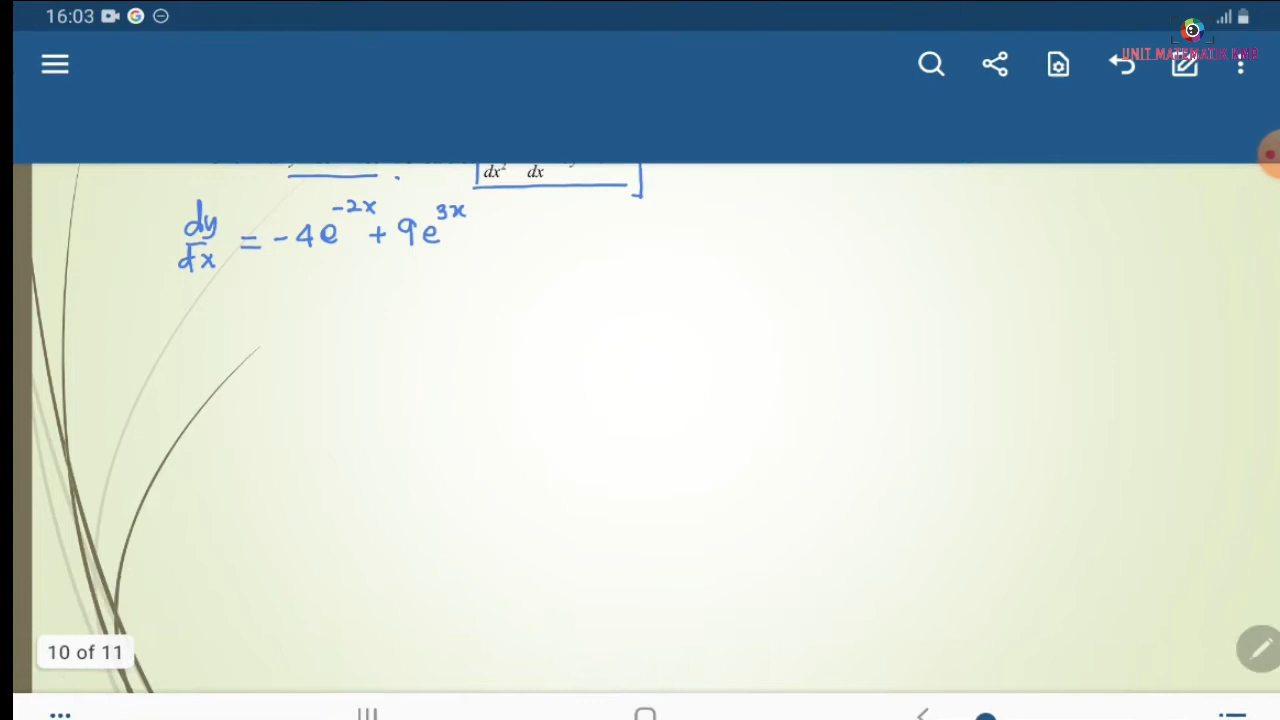 16:03
UNIT MATEMATIK KMP
dx² dx
dy/dx = -4e^{-2x} + 9e^{3x}
10 of 11